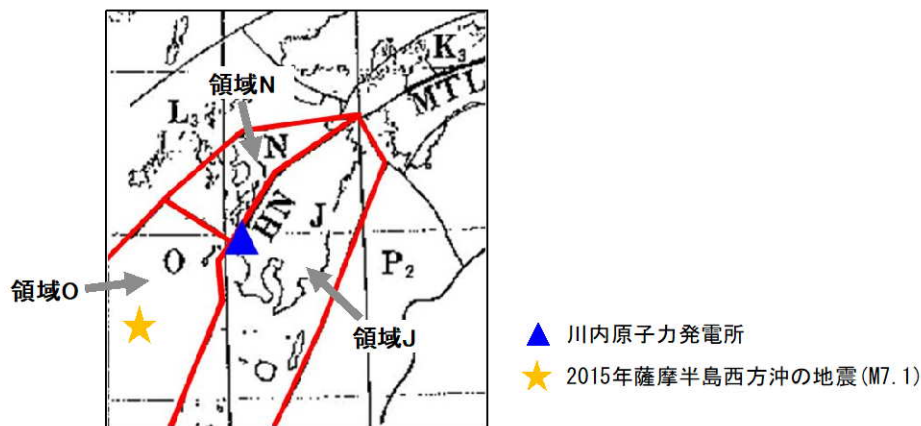 領域N
K3
MTL
L3
N
HN
J
O
P2
領域O
領域J
川内原子力発電所
2015年薩摩半島西方沖の地震(M7.1)